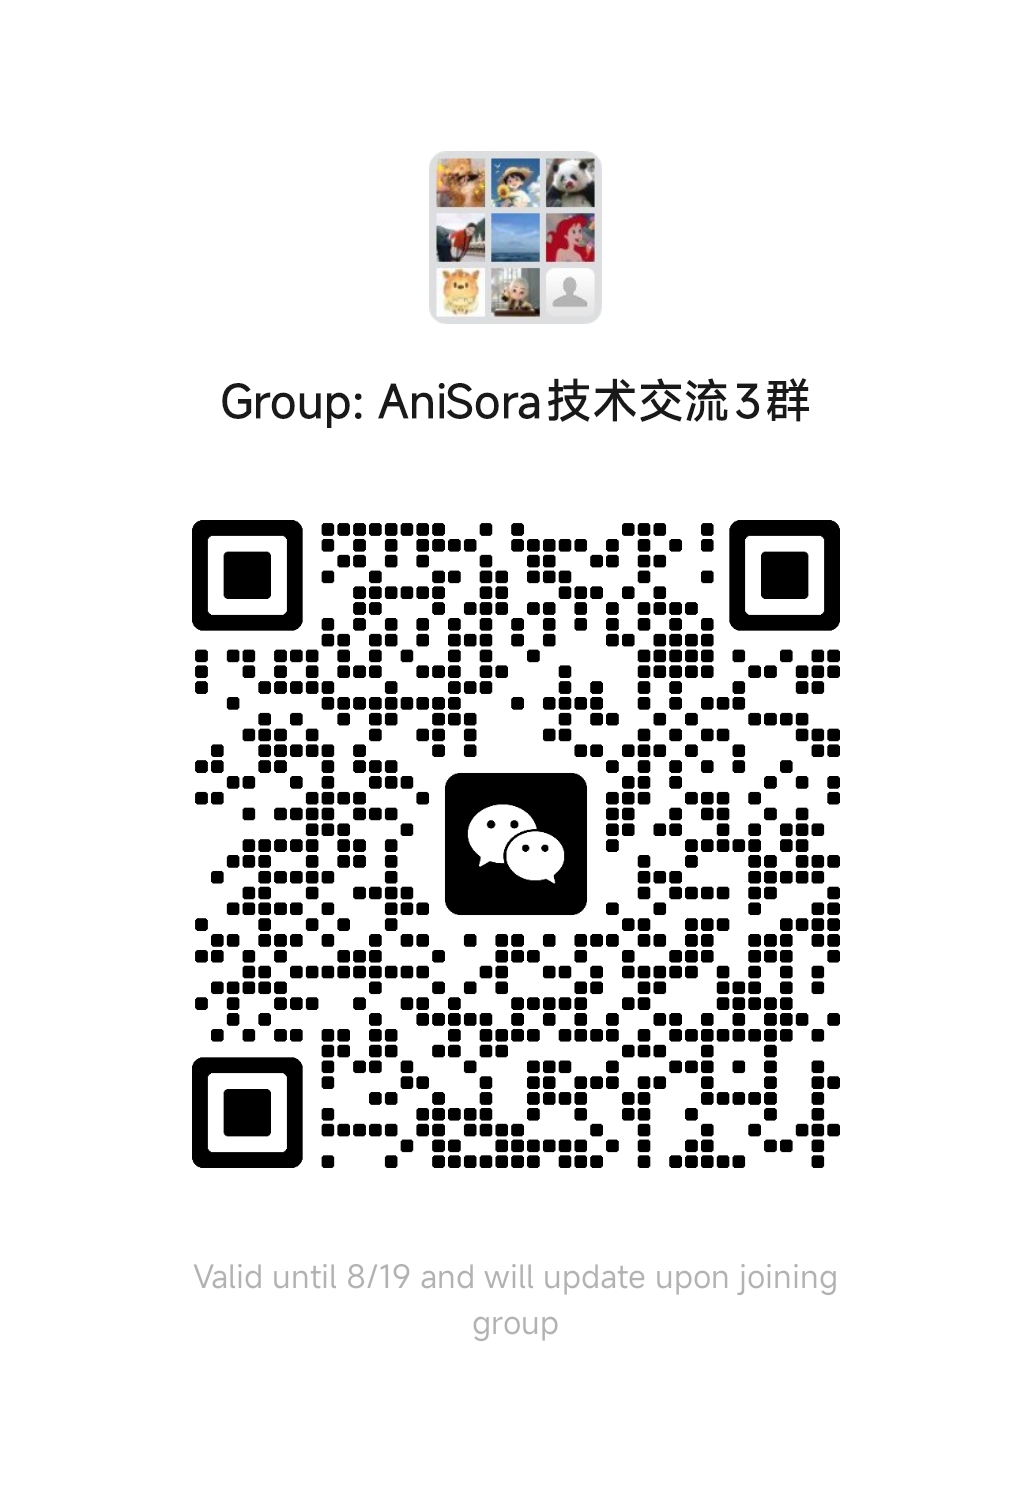 Group: AniSora技术交流3群
Valid until 8/19 and will update upon joining
group